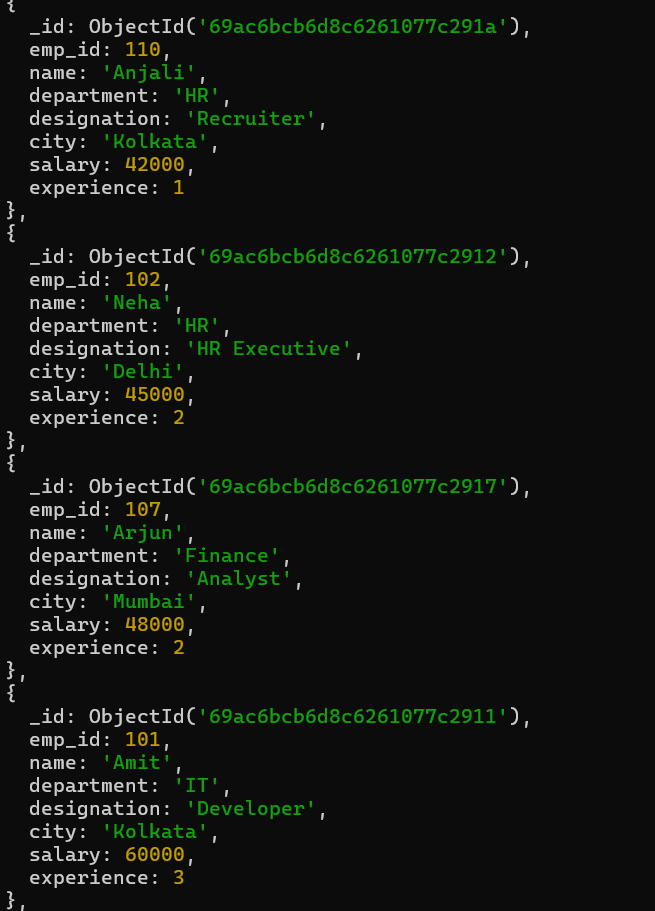 {
_id: ObjectId('69ac6bcb6d8c6261077c291a'),
emp_id: 110,
name: 'Anjali',
department: 'HR',
designation: 'Recruiter',
city: 'Kolkata',
salary: 42000,
experience: 1
},
{
_id: ObjectId('69ac6bcb6d8c6261077c2912'),
emp_id: 102,
name: 'Neha',
department: 'HR',
designation: 'HR Executive',
city: 'Delhi',
salary: 45000,
experience: 2
},
{
_id: ObjectId('69ac6bcb6d8c6261077c2917'),
emp_id: 107,
name: 'Arjun',
department: 'Finance',
designation: 'Analyst',
city: 'Mumbai',
salary: 48000,
experience: 2
},
{
_id: ObjectId('69ac6bcb6d8c6261077c2911'),
emp_id: 101,
name: 'Amit',
department: 'IT',
designation: 'Developer',
city: 'Kolkata',
salary: 60000,
experience: 3
},